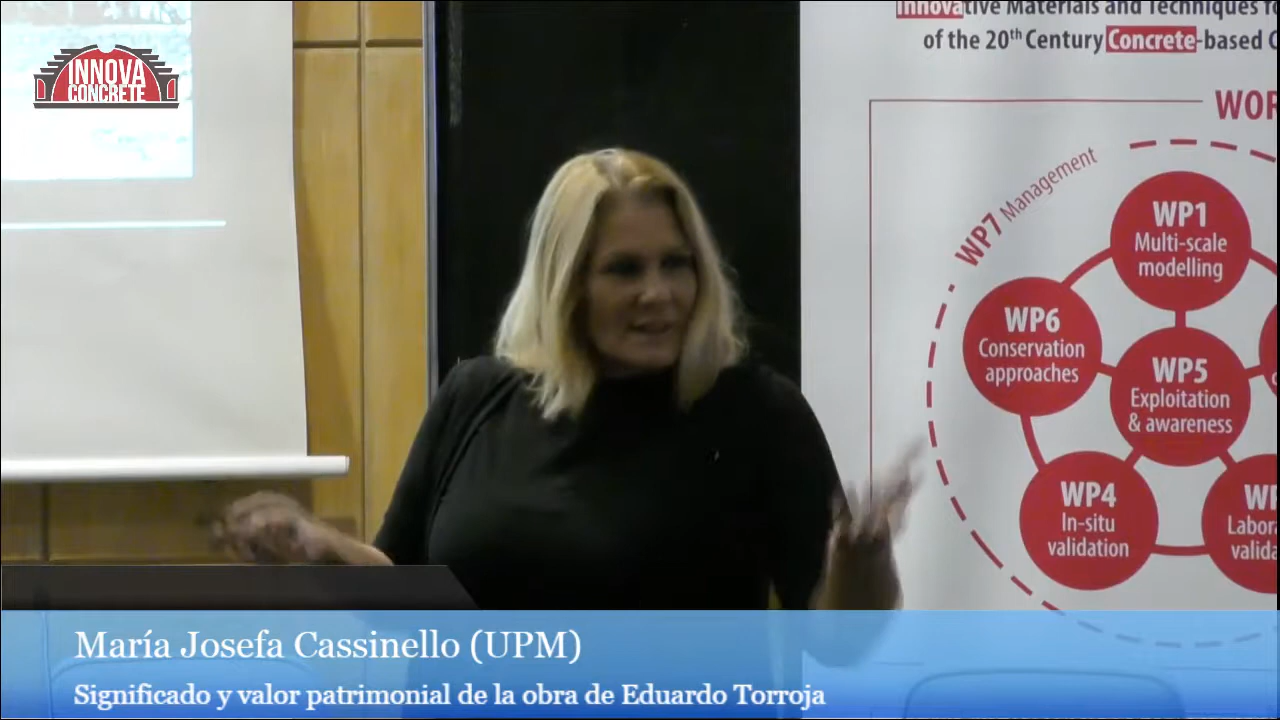 INNOVA
CONCRETE
Innovative Materials and Techniques
of the 20th Century Concrete-based
WP7 Management
WP1
Multi-scale
modelling
WP6
Conservation
approaches
WP5
Exploitation
& awareness
WP4
In-situ
validation
María Josefa Cassinello (UPM)
Significado y valor patrimonial de la obra de Eduardo Torroja